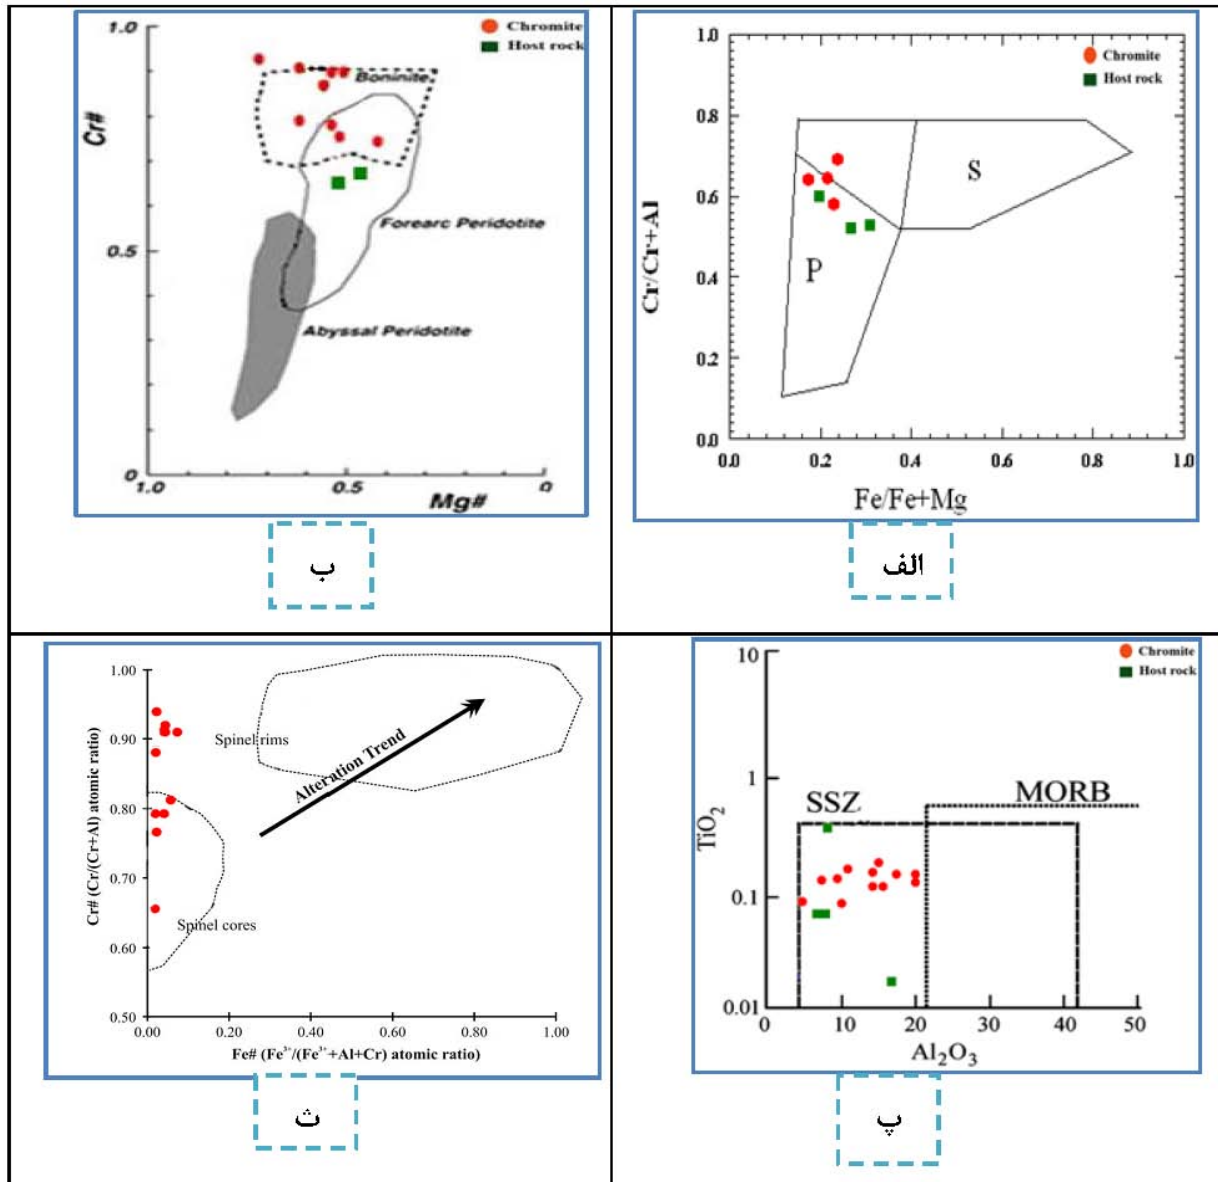 1.0
Chromite
Host rock
Boninite
Cr#
0.5
Forearc Peridotite
Abyssal Peridotite
0
1.0
0.5
0
Mg#
ب
1.0
Chromite
Host rock
0.8
S
0.6
Cr/Cr+Al
P
0.4
0.2
0.0
0.0
0.2
0.4
0.6
0.8
1.0
Fe/Fe+Mg
الف
1.00
0.90
Spinel rims
Alteration Trend
Cr# (Cr/(Cr+Al) atomic ratio)
0.80
0.70
Spinel cores
0.60
0.50
0.00
0.20
0.40
0.60
0.80
1.00
Fe# (Fe³⁺/(Fe³⁺+Al+Cr) atomic ratio)
ث
10
Chromite
Host rock
1
SSZ
MORB
TiO₂
0.1
0.01
0
10
20
30
40
50
Al₂O₃
پ